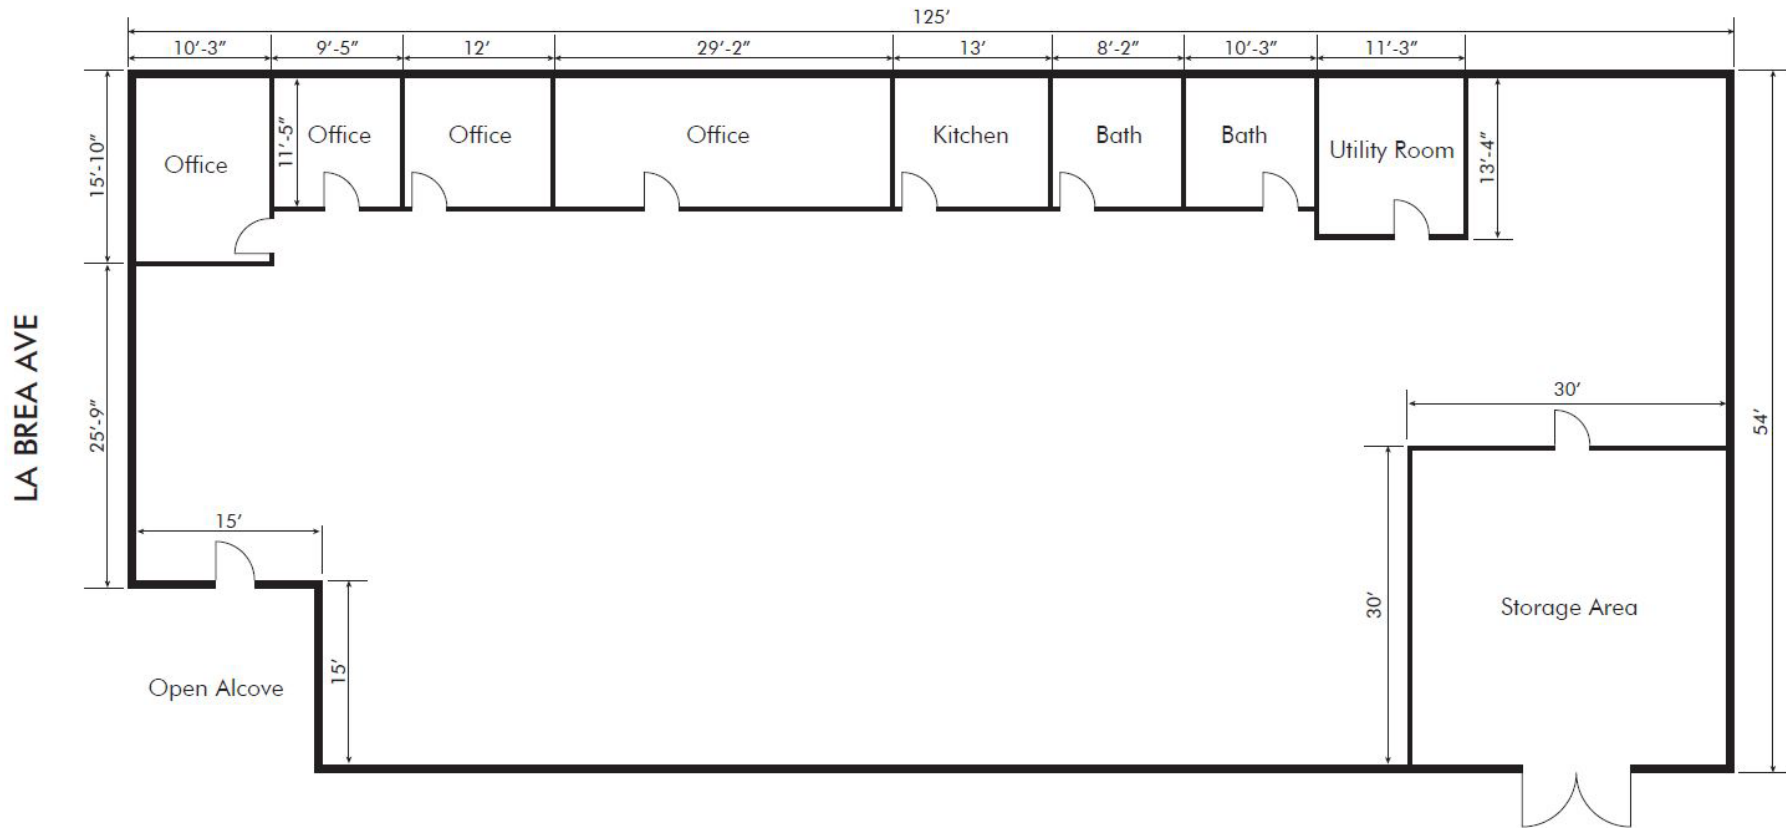 125′
10′-3″ 9′-5″ 12′ 29′-2″ 13′ 8′-2″ 10′-3″ 11′-3″
15′-10″
Office
11′-5″
Office
Office
Office
Kitchen
Bath
Bath
Utility Room
13′-4″
LA BREA AVE
25′-9″
30′
54′
15′
30′
Storage Area
Open Alcove
15′